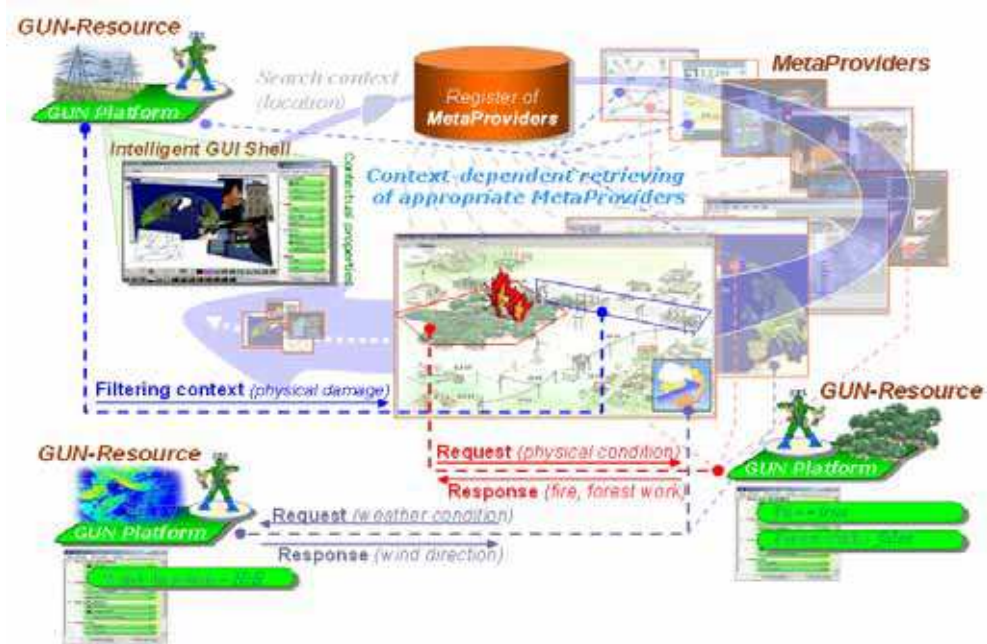 GUN-Resource
GUN Platform
Search context
(location)
Register of
MetaProviders
MetaProviders
Intelligent GUI Shell
Contextual properties
Context-dependent retrieving
of appropriate MetaProviders
Filtering context (physical damage)
GUN-Resource
GUN Platform
Request (physical condition)
Response (fire, forest work)
GUN-Resource
GUN Platform
Request (weather condition)
Response (wind direction)